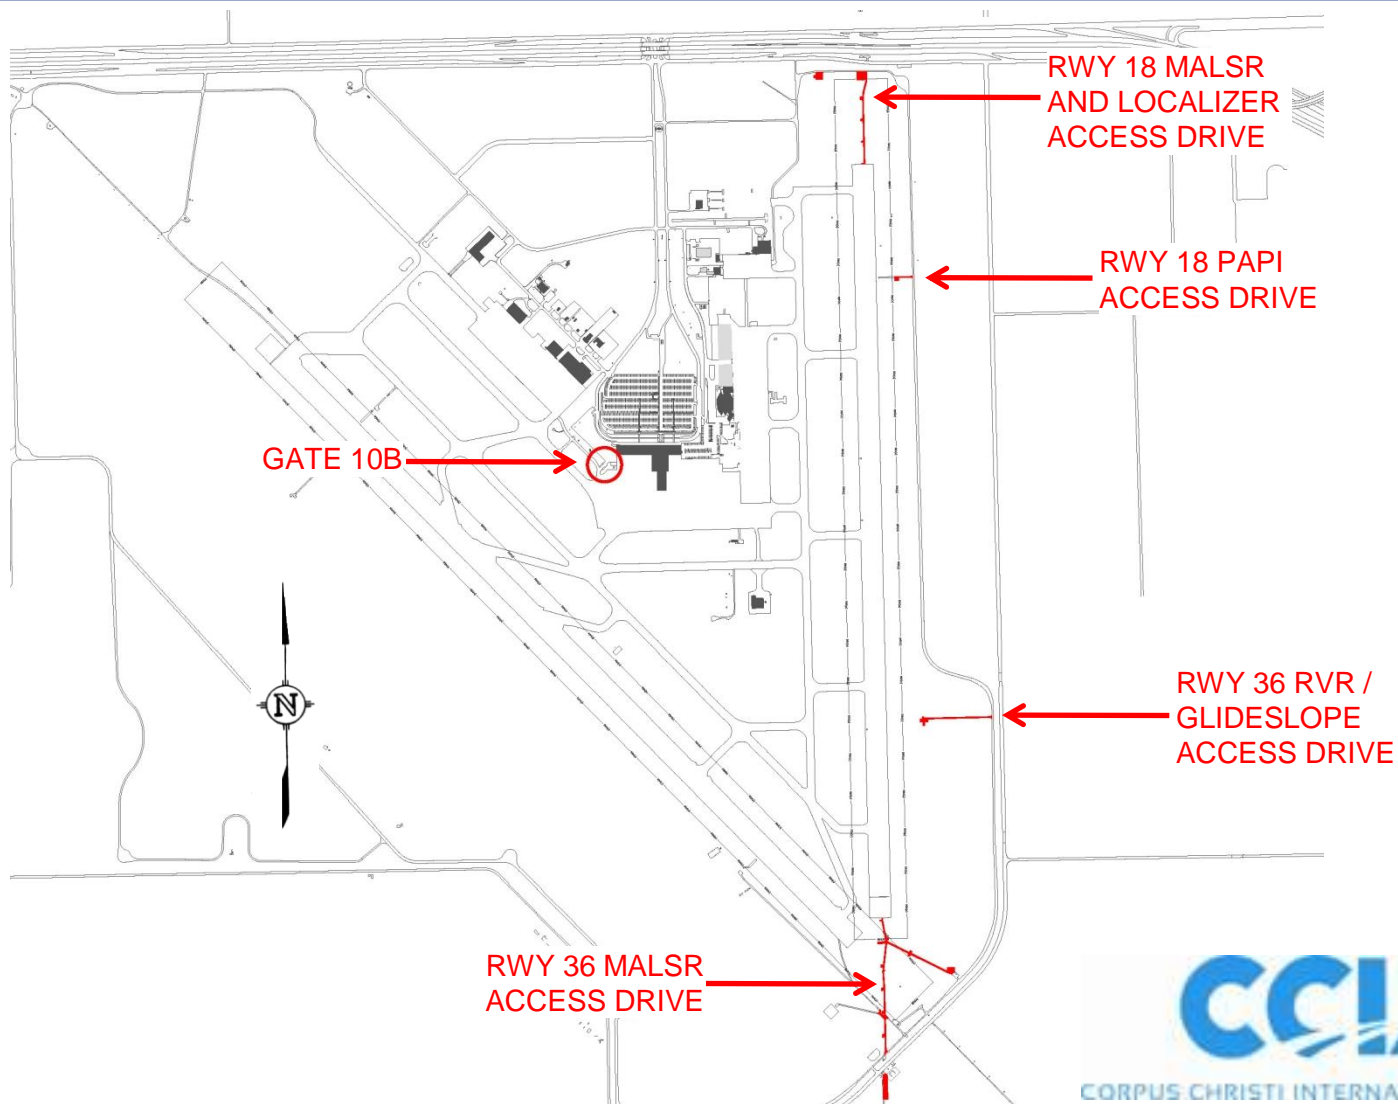 RWY 18 MALSR
AND LOCALIZER
ACCESS DRIVE
RWY 18 PAPI
ACCESS DRIVE
GATE 10B
N
RWY 36 RVR /
GLIDESLOPE
ACCESS DRIVE
RWY 36 MALSR
ACCESS DRIVE
CCI
CORPUS CHRISTI INTERNA